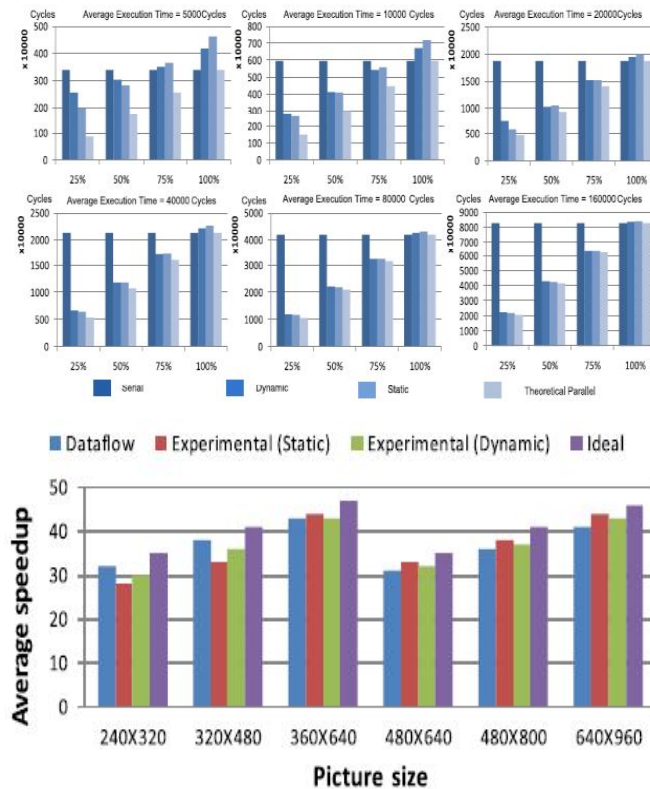 Cycles Average Execution Time = 5000Cycles
x 10000
500
400
300
200
100
0
25% 50% 75% 100%
Cycles Average Execution Time = 10000 Cycles
x 10000
800
700
600
500
400
300
200
100
0
25% 50% 75% 100%
Cycles Average Execution Time = 20000Cycles
x 10000
2500
2000
1500
1000
500
0
25% 50% 75% 100%
Cycles Average Execution Time = 40000 Cycles
x10000
2500
2000
1500
1000
500
0
25% 50% 75% 100%
Cycles Average Execution Time = 80000 Cycles
x10000
5000
4000
3000
2000
1000
0
25% 50% 75% 100%
Cycles Average Execution Time = 160000 Cycles
x10000
9000
8000
7000
6000
5000
4000
3000
2000
1000
0
25% 50% 75% 100%
Serial Dynamic Static Theoretical Parallel
Dataflow Experimental (Static) Experimental (Dynamic) Ideal
Average speedup
50
40
30
20
10
0
240X320 320X480 360X640 480X640 480X800 640X960
Picture size